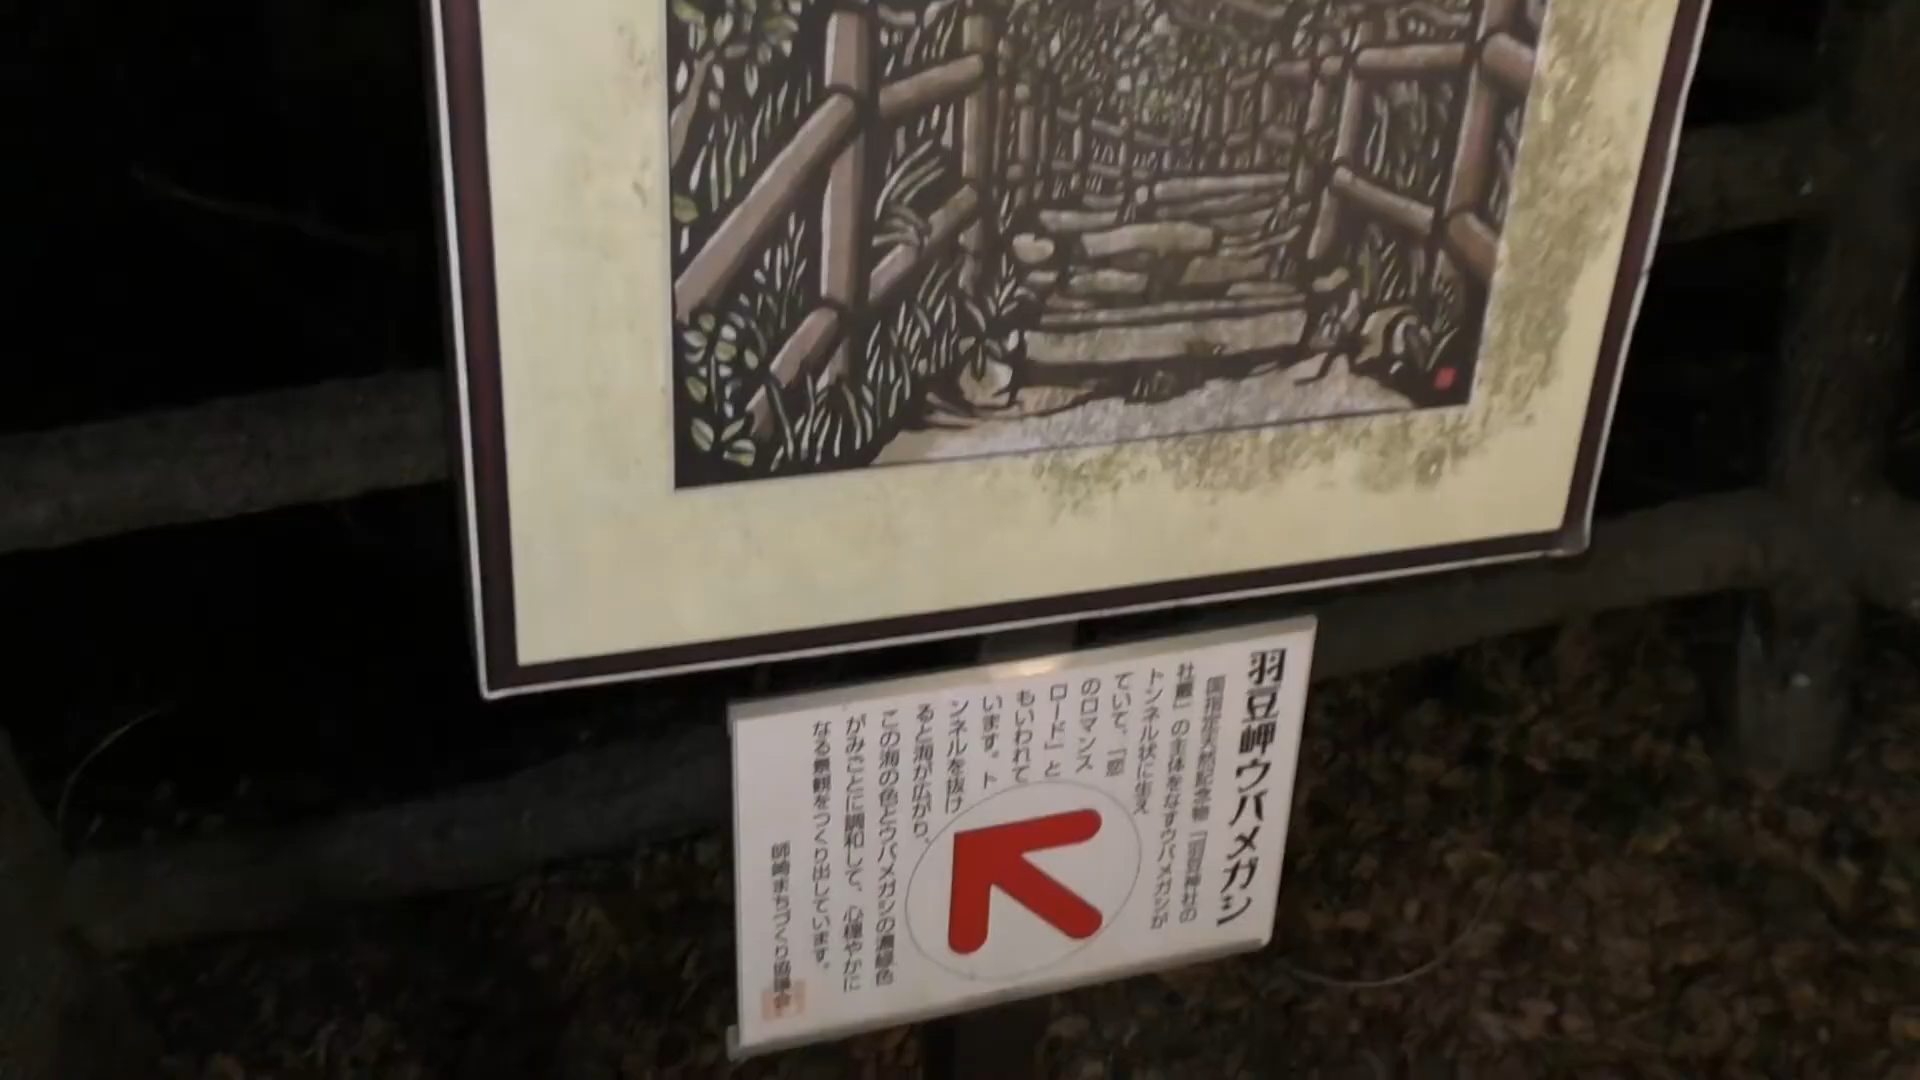 羽豆岬ウバメガシ
国指定天然記念物「羽豆神社の
社叢」の主体をなすウバメガシが
トンネル状に生え
ていて、「恋
のロマンス
ロード」と
もいわれて
います。ト
ンネルを抜け
ると海が広がり、
この海の色とウバメガシの濃緑色
がみごとに調和して、心穏やかに
なる景観をつくり出しています。
師崎まちづくり協議会